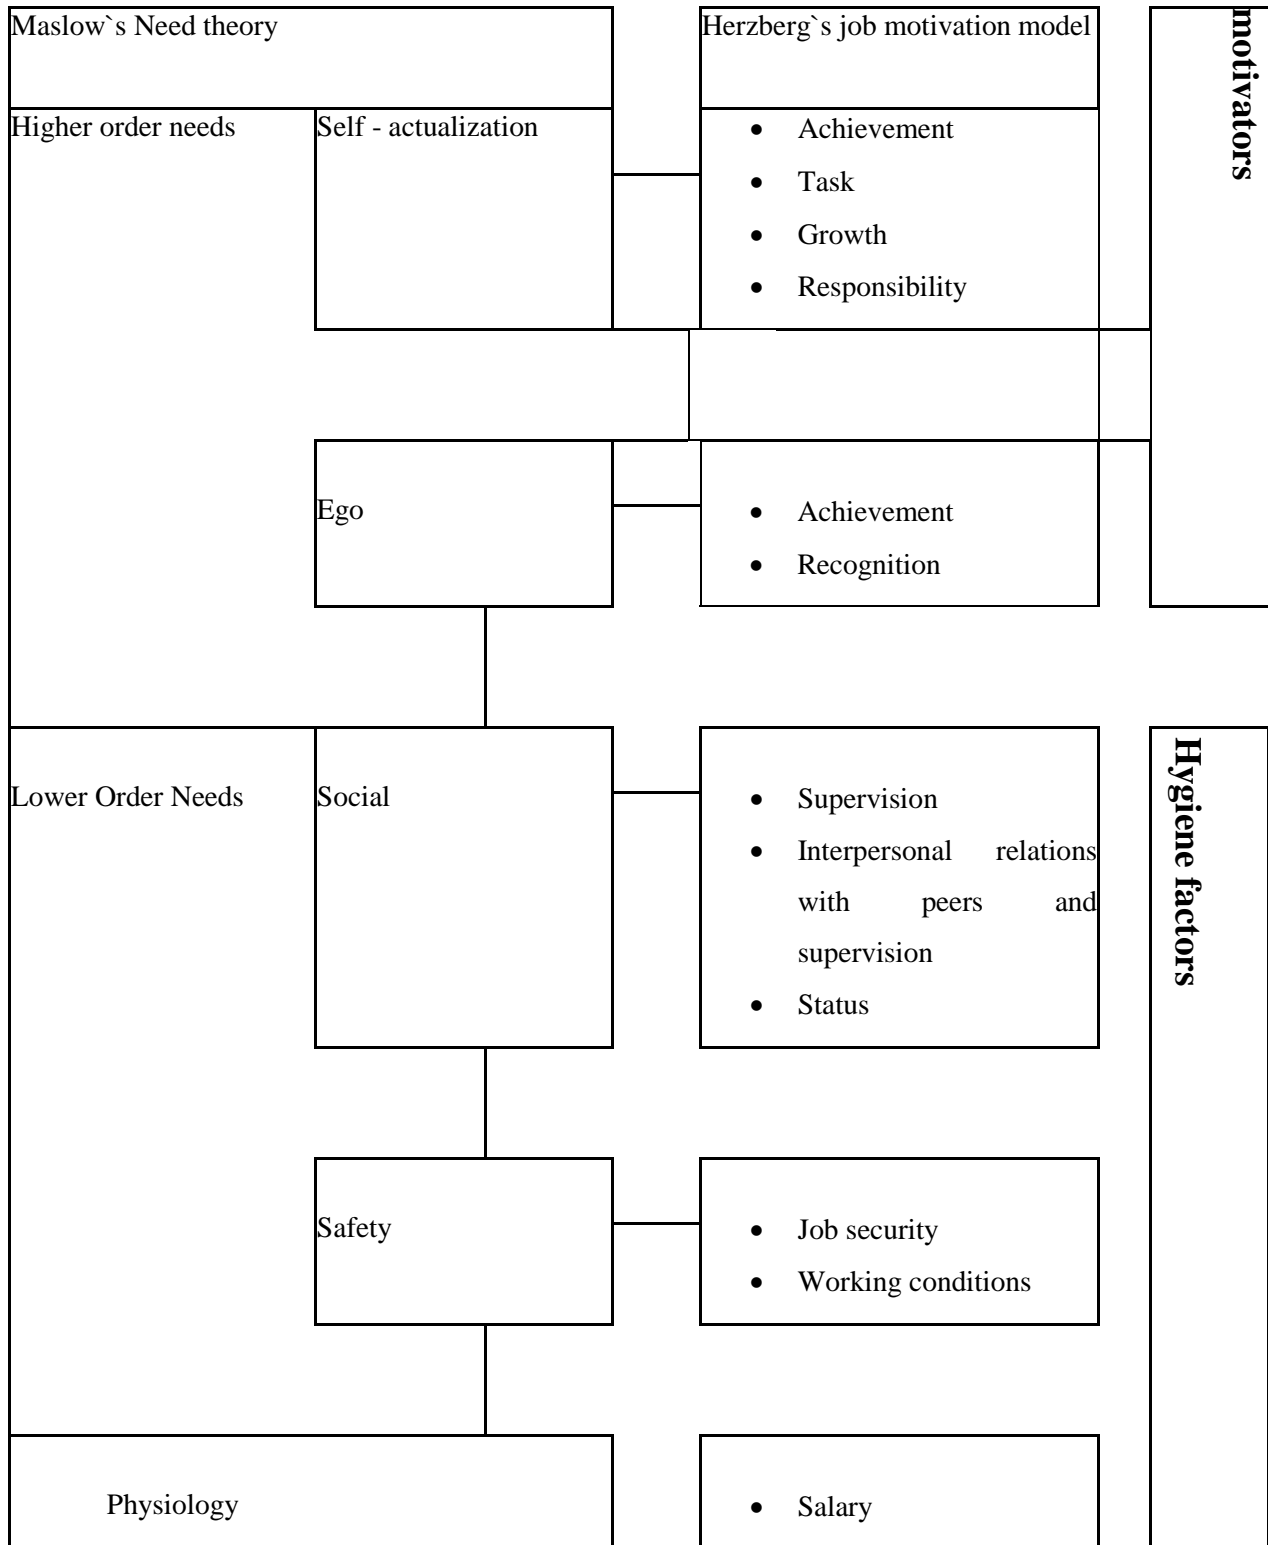 Maslow`s Need theory
Herzberg`s job motivation model
motivators
Higher order needs
Self - actualization
• Achievement
• Task
• Growth
• Responsibility
Ego
• Achievement
• Recognition
Lower Order Needs
Social
• Supervision
• Interpersonal relations
with peers and
supervision
• Status
Hygiene factors
Safety
• Job security
• Working conditions
Physiology
• Salary